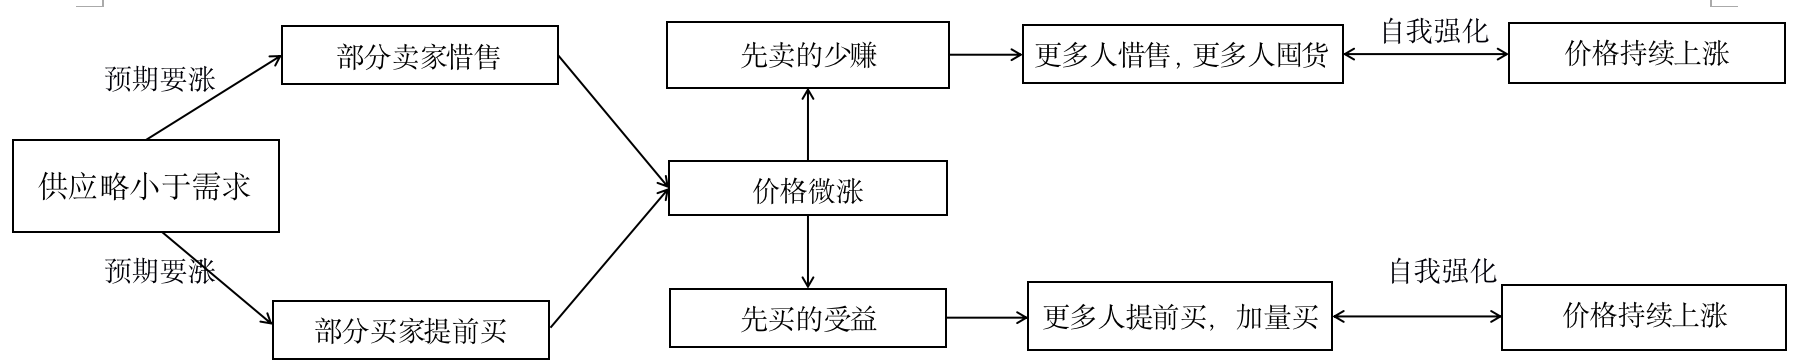 预期要涨
部分卖家惜售
供应略小于需求
预期要涨
部分买家提前买
先卖的少赚
价格微涨
先买的受益
更多人惜售，更多人囤货
自我强化
价格持续上涨
更多人提前买，加量买
自我强化
价格持续上涨